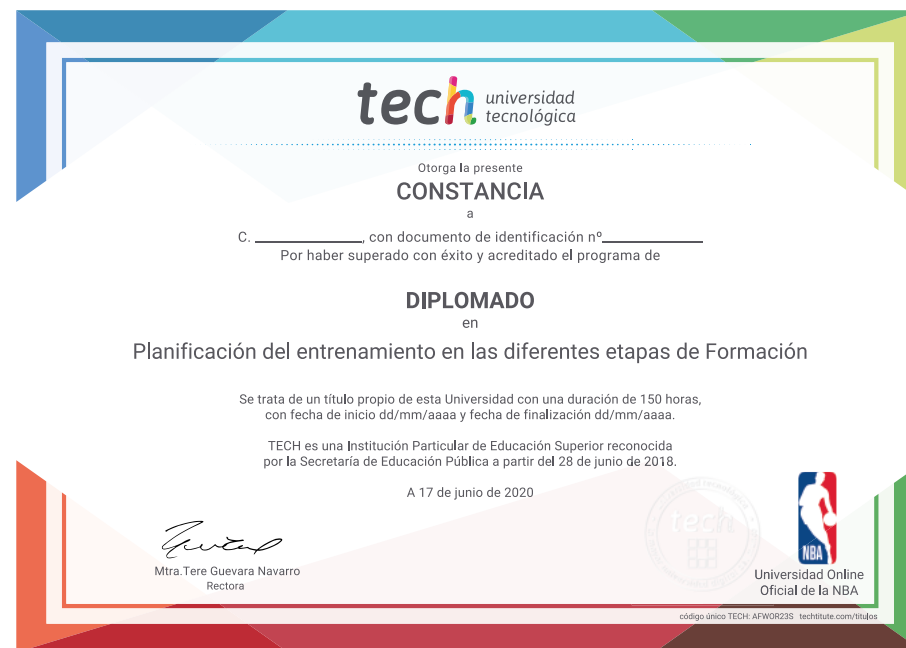 tech universidad
tecnológica
Otorga la presente
CONSTANCIA
a
C. ____________, con documento de identificación nº____________
Por haber superado con éxito y acreditado el programa de
DIPLOMADO
en
Planificación del entrenamiento en las diferentes etapas de Formación
Se trata de un título propio de esta Universidad con una duración de 150 horas,
con fecha de inicio dd/mm/aaaa y fecha de finalización dd/mm/aaaa.
TECH es una Institución Particular de Educación Superior reconocida
por la Secretaría de Educación Pública a partir del 28 de junio de 2018.
A 17 de junio de 2020
tech
Mtra.Tere Guevara Navarro
Rectora
NBA
Universidad Online
Oficial de la NBA
código único TECH: AFWOR23S techtitute.com/titulos